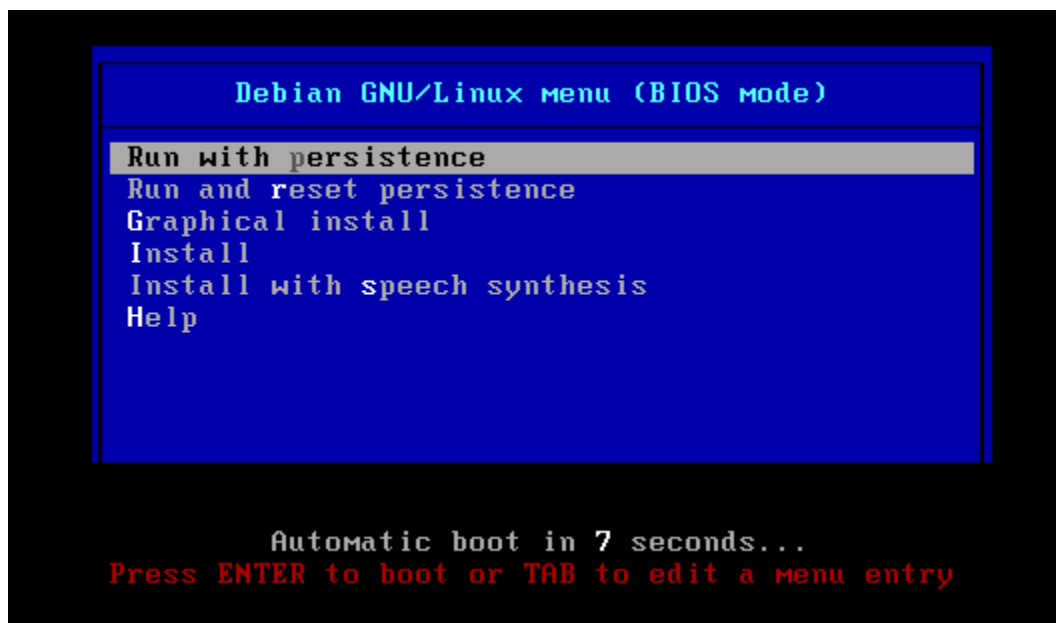 Debian GNU/Linux menu (BIOS mode)
Run with persistence
Run and reset persistence
Graphical install
Install
Install with speech synthesis
Help
Automatic boot in 7 seconds...
Press ENTER to boot or TAB to edit a menu entry